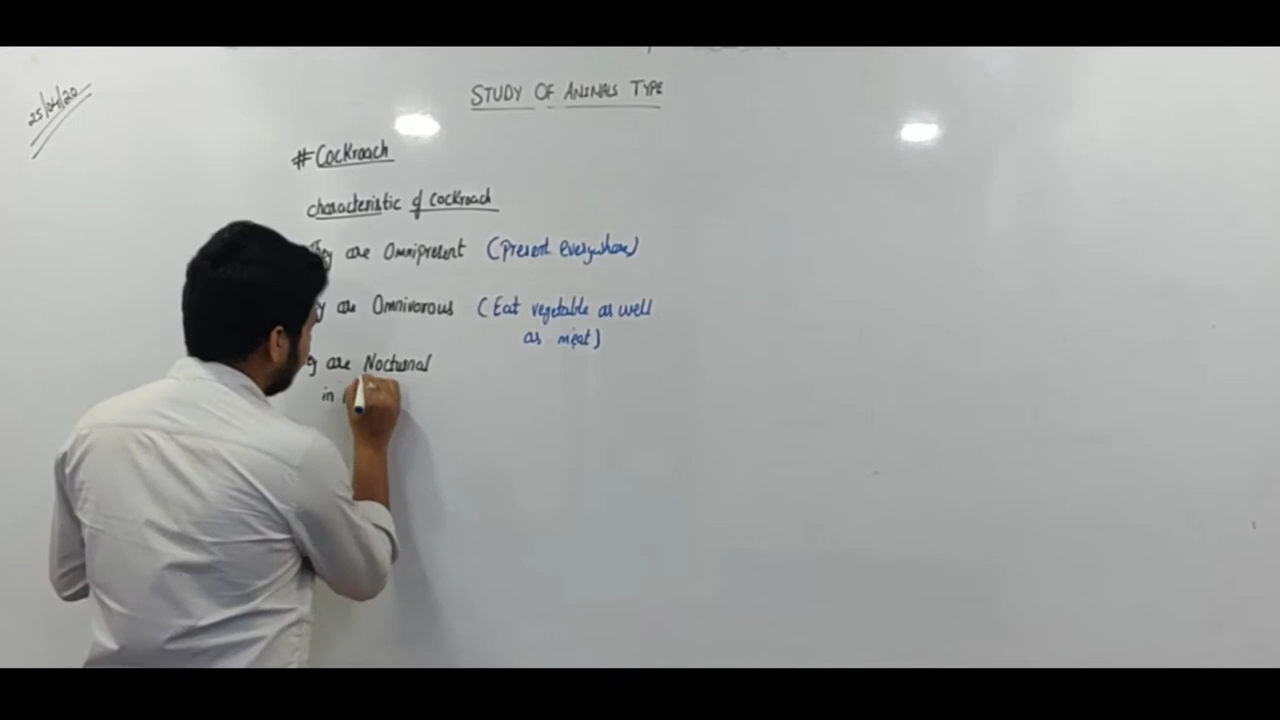 25/04/20
STUDY OF ANIMALS TYPE
#Cockroach
characteristic of Cockroach
are Omnipresent (Present everywhere)
are Omnivorous (Eat vegetable as well
as meat)
are Nocturnal
in